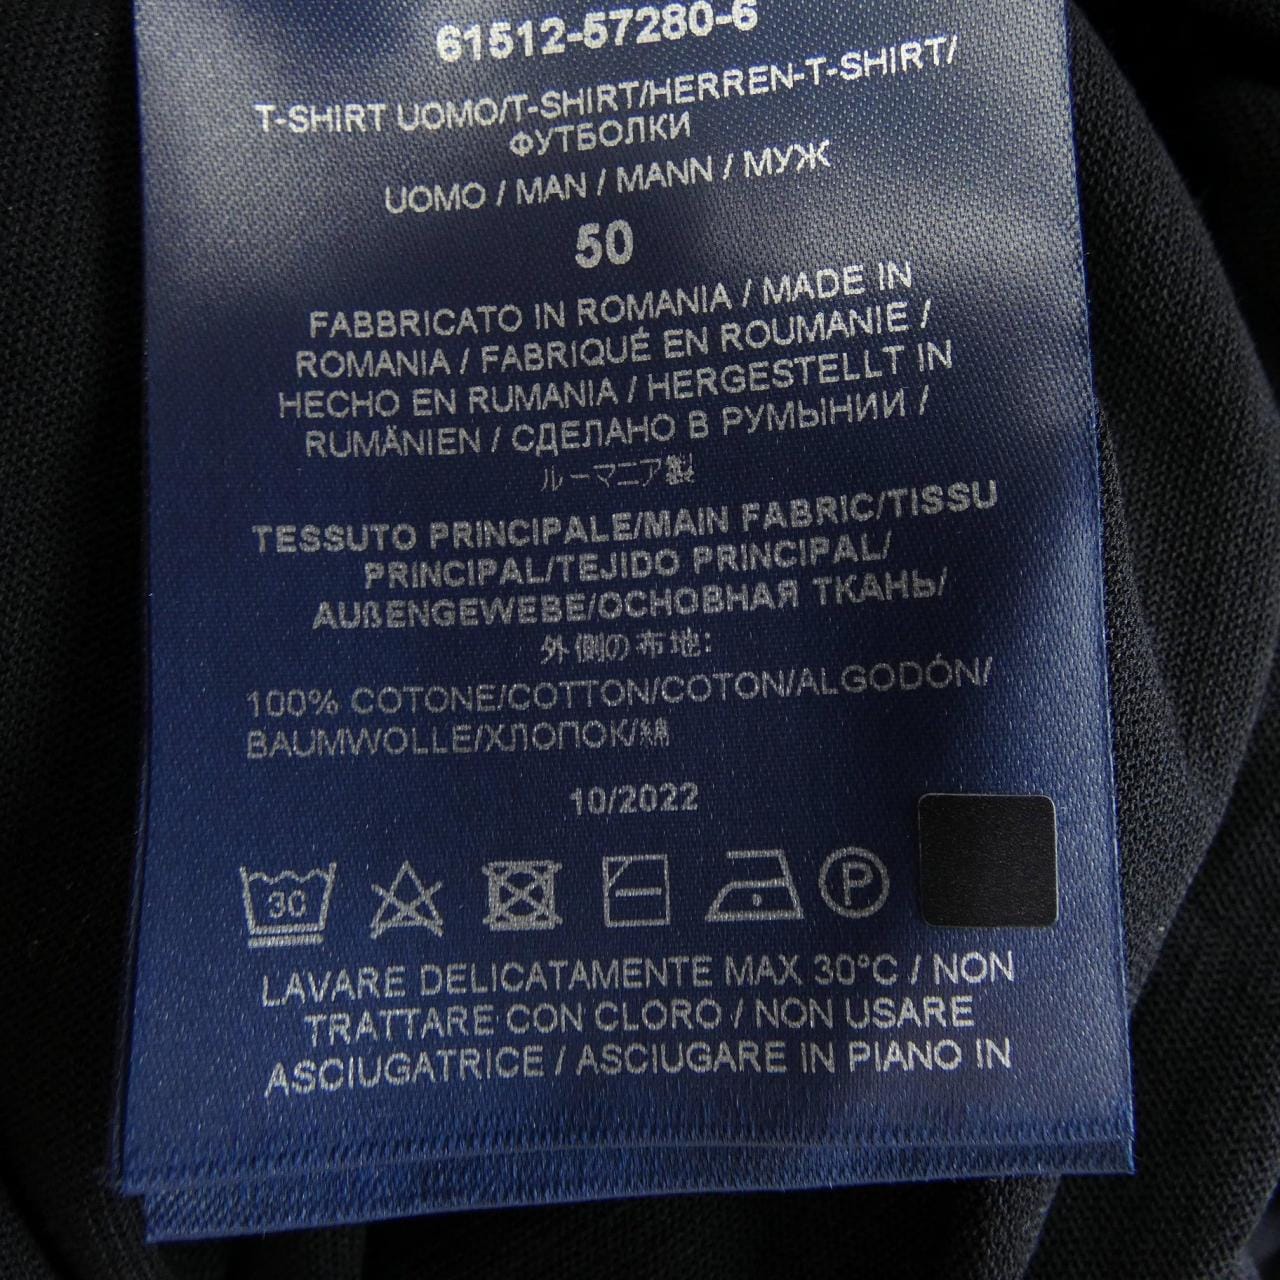 61512-57280-6
T-SHIRT UOMO/T-SHIRT/HERREN-T-SHIRT/
ФУТБОЛКИ
UOMO / MAN / MANN / МУЖ
50
FABBRICATO IN ROMANIA / MADE IN
ROMANIA / FABRIQUÉ EN ROUMANIE /
HECHO EN RUMANIA / HERGESTELLT IN
RUMÄNIEN / СДЕЛАНО В РУМЫНИИ /
ルーマニア製
TESSUTO PRINCIPALE/MAIN FABRIC/TISSU
PRINCIPAL/TEJIDO PRINCIPAL/
AUßENGEWEBE/ОСНОВНАЯ ТКАНЬ/
外側の布地:
100% COTONE/COTTON/COTON/ALGODÓN/
BAUMWOLLE/ХЛОПОК/綿
10/2022
30 P
LAVARE DELICATAMENTE MAX 30°C / NON
TRATTARE CON CLORO / NON USARE
ASCIUGATRICE / ASCIUGARE IN PIANO IN